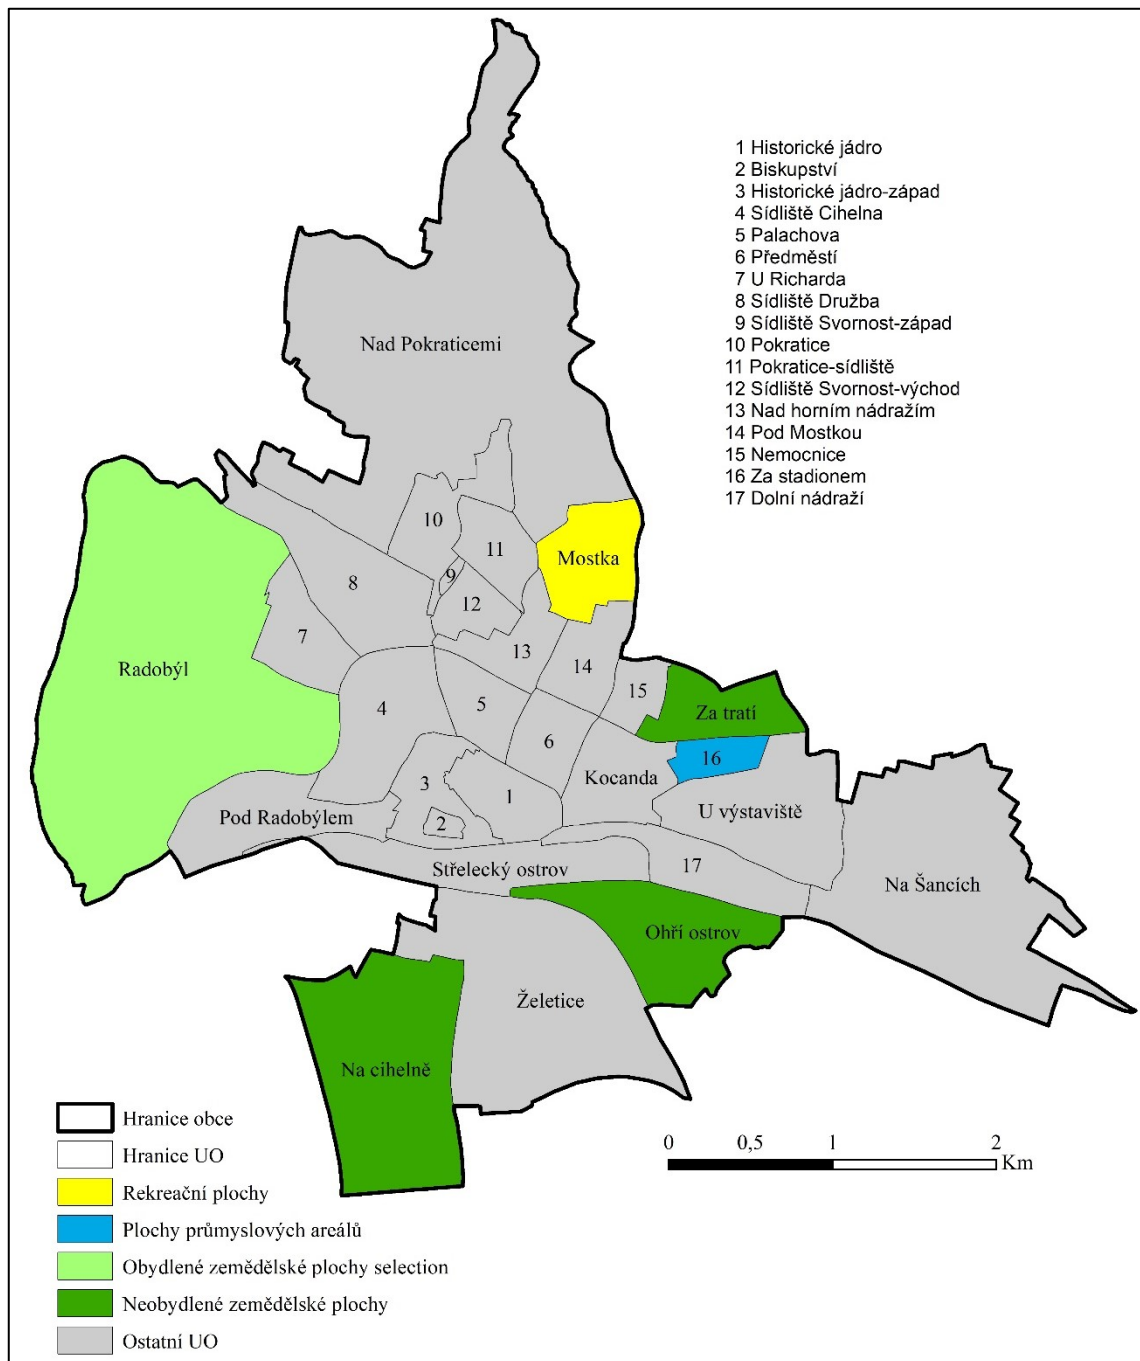 1 Historické jádro
2 Biskupství
3 Historické jádro-západ
4 Sídliště Cihelna
5 Palachova
6 Předměstí
7 U Richarda
8 Sídliště Družba
9 Sídliště Svornost-západ
10 Pokratice
11 Pokratice-sídliště
12 Sídliště Svornost-východ
13 Nad horním nádražím
14 Pod Mostkou
15 Nemocnice
16 Za stadionem
17 Dolní nádraží
Nad Pokraticemi
10
11
Mostka
9
8
12
7
13
14
Radobýl
15
4
5
Za tratí
6
16
3
Kocanda
1
Pod Radobýlem
2
U výstaviště
Střelecký ostrov
17
Na Šancích
Ohří ostrov
Želetice
Na cihelně
Hranice obce
Hranice UO
Rekreační plochy
Plochy průmyslových areálů
Obydlené zemědělské plochy selection
Neobydlené zemědělské plochy
Ostatní UO
0 0,5 1 2
Km